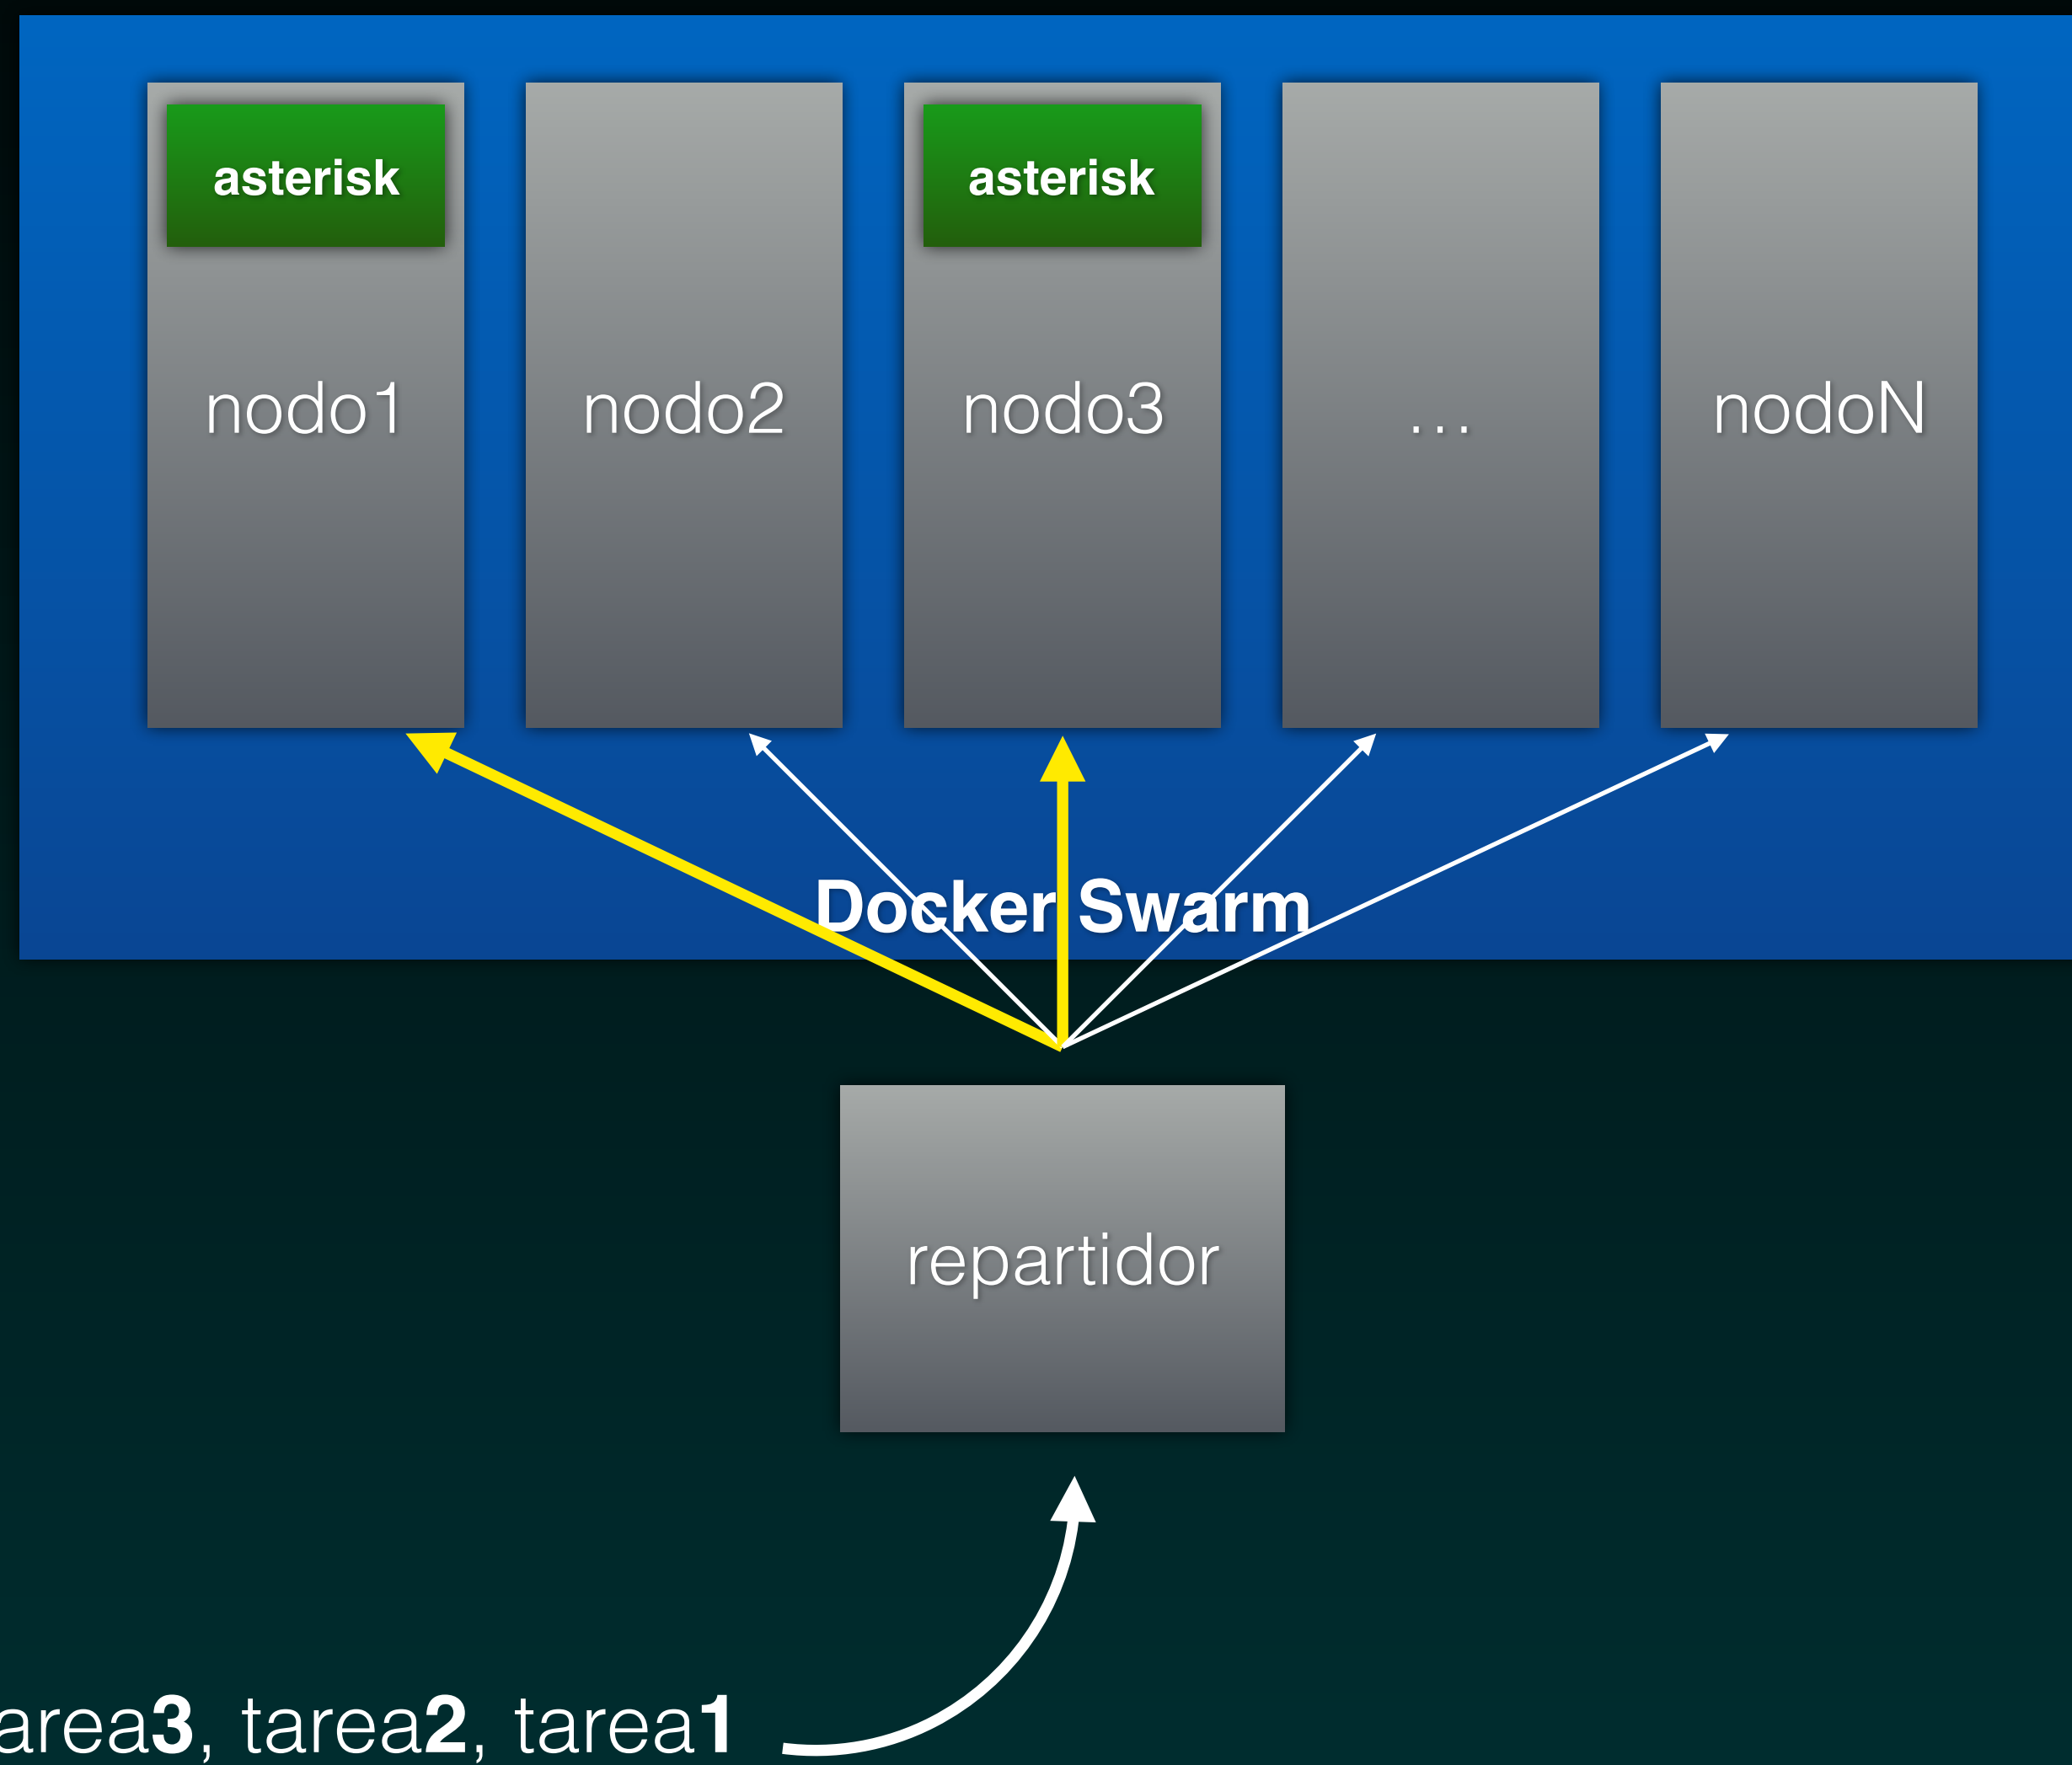 asterisk asterisk
nodo1 nodo2 nodo3 ... nodoN
Docker Swarm
repartidor
area3, tarea2, tarea1